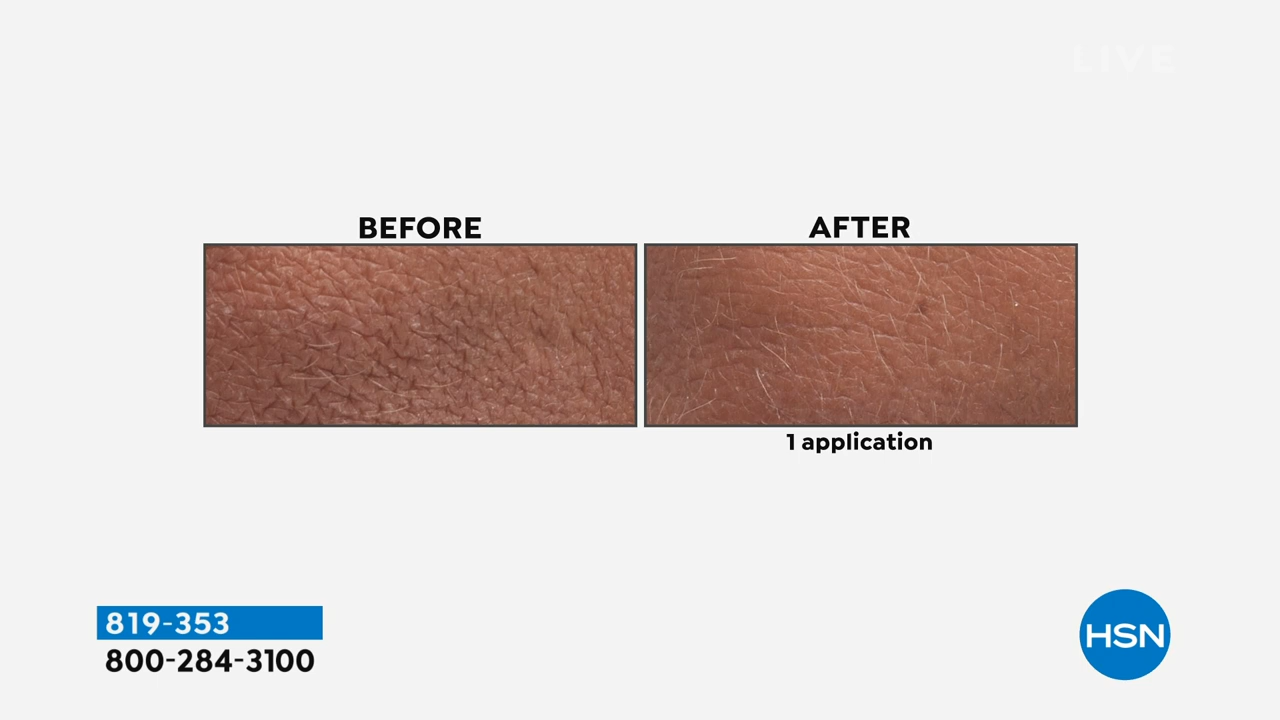 LIVE
BEFORE
AFTER
1 application
819-353
800-284-3100
HSN